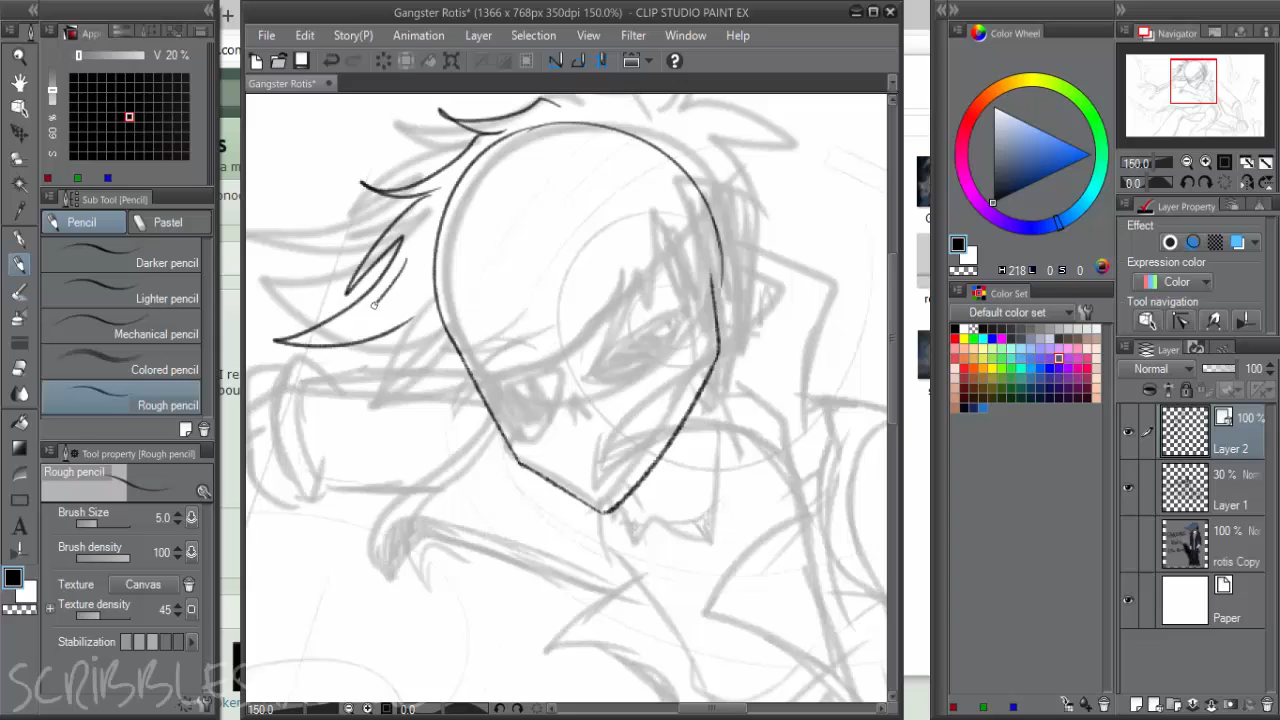 Gangster Rotis* (1366 x 768px 350dpi 150.0%) - CLIP STUDIO PAINT EX
File Edit Story(P) Animation Layer Selection View Filter Window Help
Gangster Rotis*
App
V 20 %
Sub Tool [Pencil]
Pencil
Pastel
Darker pencil
Lighter pencil
Mechanical pencil
Colored pencil
Rough pencil
Tool property [Rough pencil]
Rough pencil
Brush Size 5.0
Brush density 100
Texture Canvas
Texture density 45
Stabilization
150.0 0.0
Color Wheel
H 218 L 0 S 0
Color Set
Default color set
Navigator
150.0
0.0
Layer Property
Effect
Expression color
Color
Tool navigation
Layer
Normal 100
100 %
Layer 2
30 %
Layer 1
100 %
rotis Copy
Paper